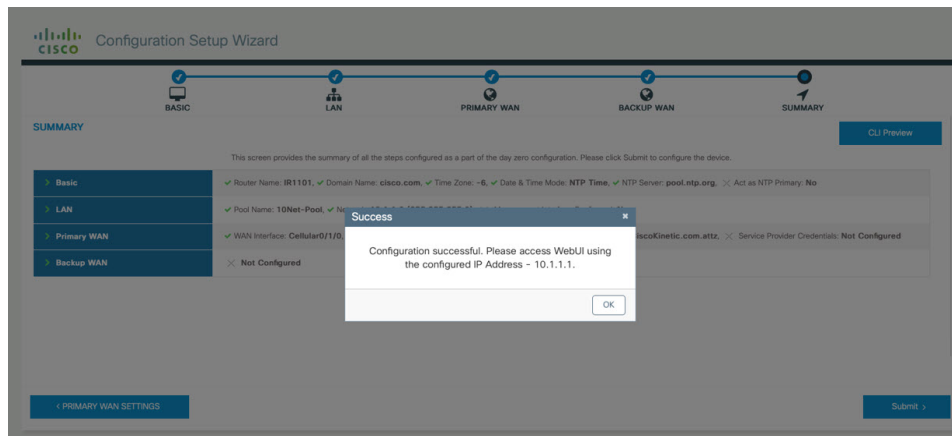 CISCO
Configuration Setup Wizard
BASIC
LAN
PRIMARY WAN
BACKUP WAN
SUMMARY
SUMMARY
CLI Preview
This screen provides the summary of all the steps configured as a part of the day zero configuration. Please click Submit to configure the device.
> Basic
✓ Router Name: IR1101, ✓ Domain Name: cisco.com, ✓ Time Zone: -6, ✓ Date & Time Mode: NTP Time, ✓ NTP Server: pool.ntp.org, ✕ Act as NTP Primary: No
> LAN
✓ Pool Name: 10Net-Pool, ✓
> Primary WAN
✓ WAN Interface: Cellular0/1/0, iscoKinetic.com.attz, ✕ Service Provider Credentials: Not Configured
> Backup WAN
✕ Not Configured
Success ×
Configuration successful. Please access WebUI using
the configured IP Address - 10.1.1.1.
OK
< PRIMARY WAN SETTINGS
Submit >